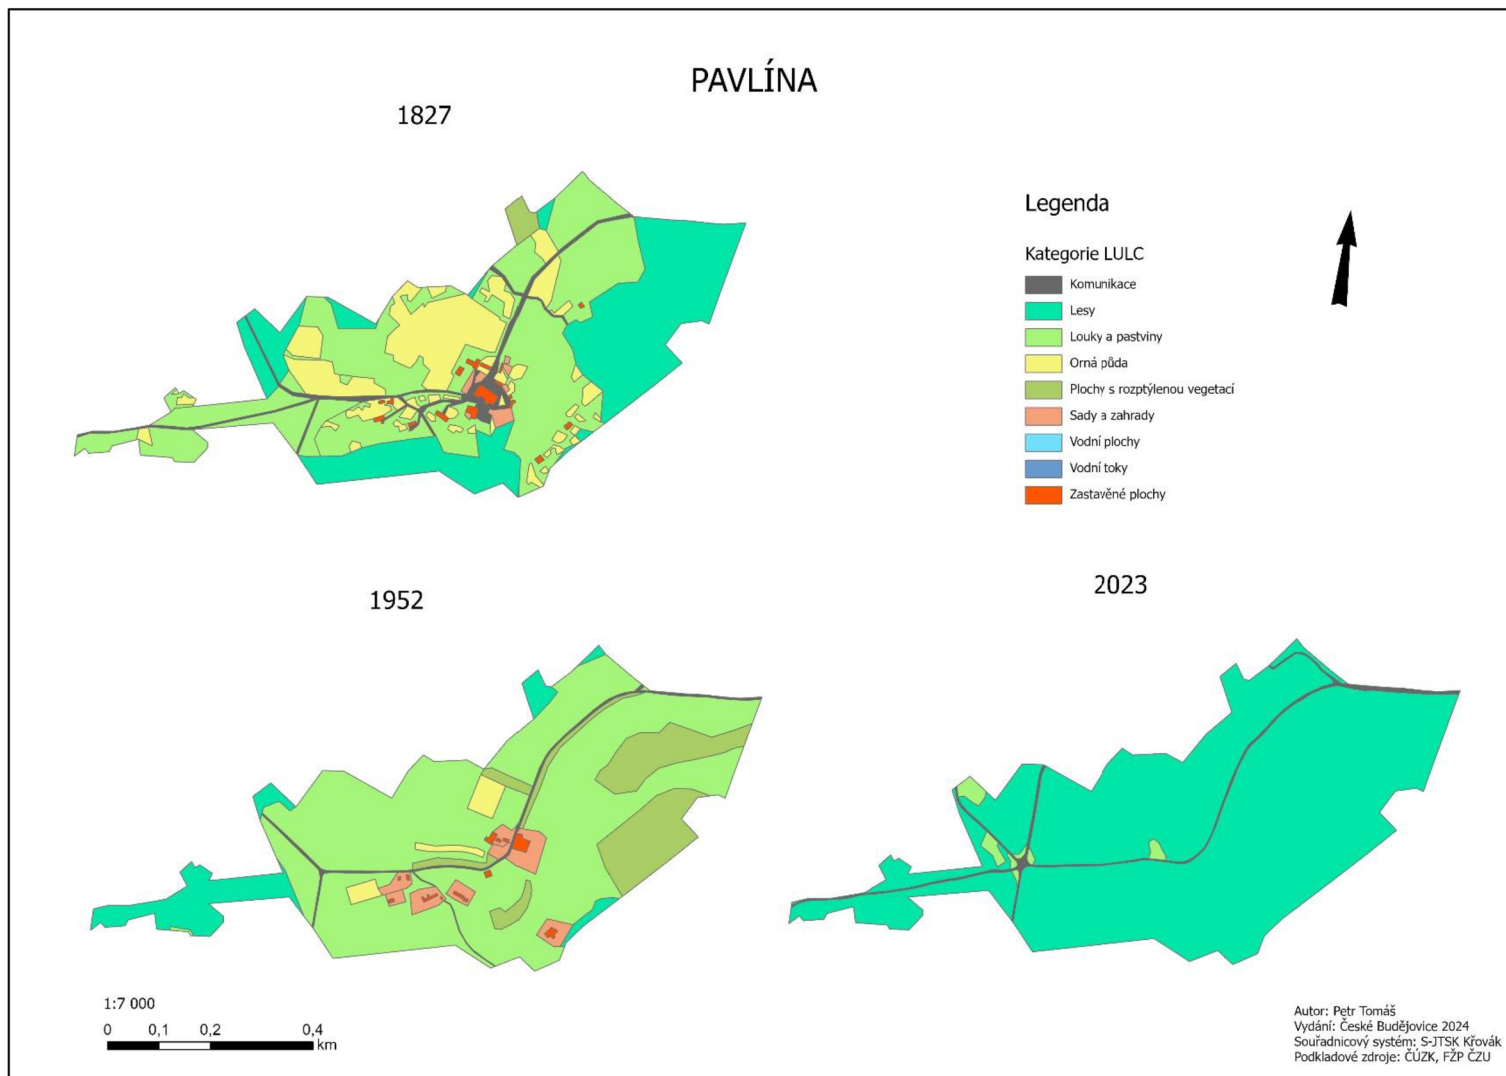 PAVLÍNA
1827
Legenda
Kategorie LULC
Komunikace
Lesy
Louky a pastviny
Orná půda
Plochy s rozptýlenou vegetací
Sady a zahrady
Vodní plochy
Vodní toky
Zastavěné plochy
1952
2023
1:7 000
0 0,1 0,2 0,4
km
Autor: Petr Tomáš
Vydání: České Budějovice 2024
Souřadnicový systém: S-JTSK Křovák
Podkladové zdroje: ČÚZK, FŽP ČZU